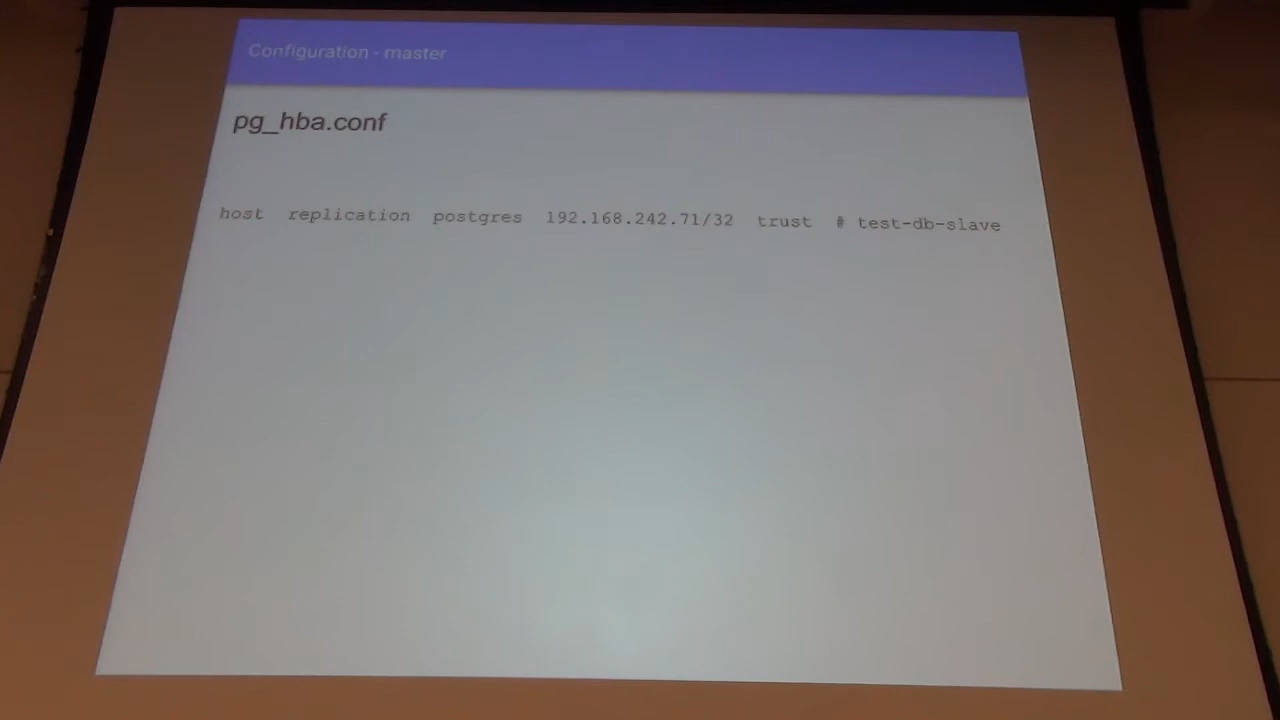 Configuration - master
pg_hba.conf
host replication postgres 192.168.242.71/32 trust # test-db-slave